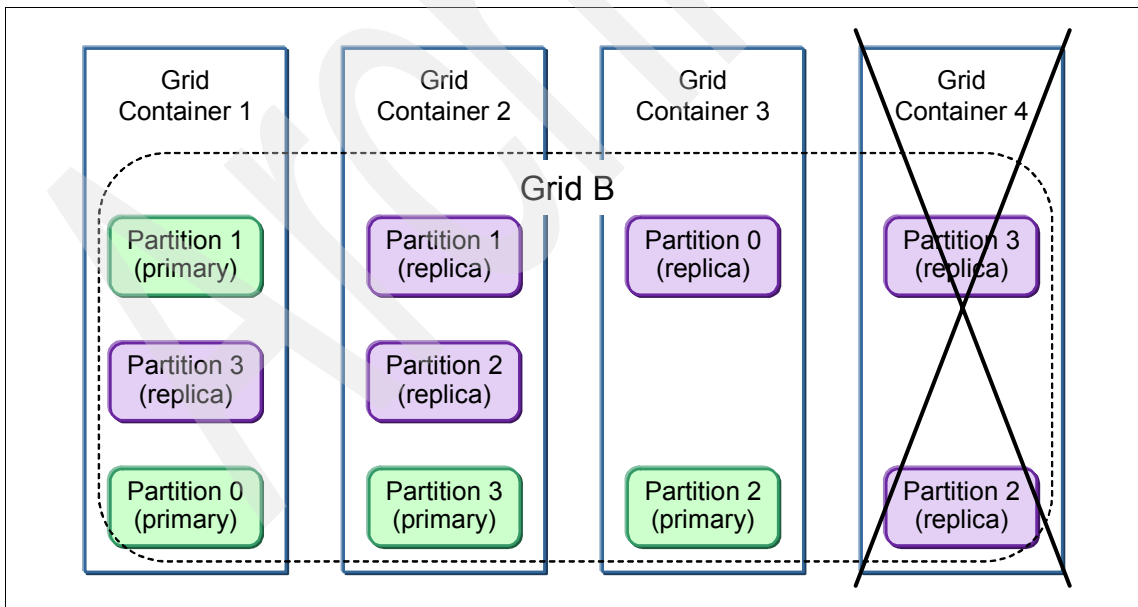 Grid
Container 1
Grid
Container 2
Grid
Container 3
Grid
Container 4
Grid B
Partition 1
(primary)
Partition 1
(replica)
Partition 0
(replica)
Partition 3
(replica)
Partition 3
(replica)
Partition 2
(replica)
Partition 0
(primary)
Partition 3
(primary)
Partition 2
(primary)
Partition 2
(replica)